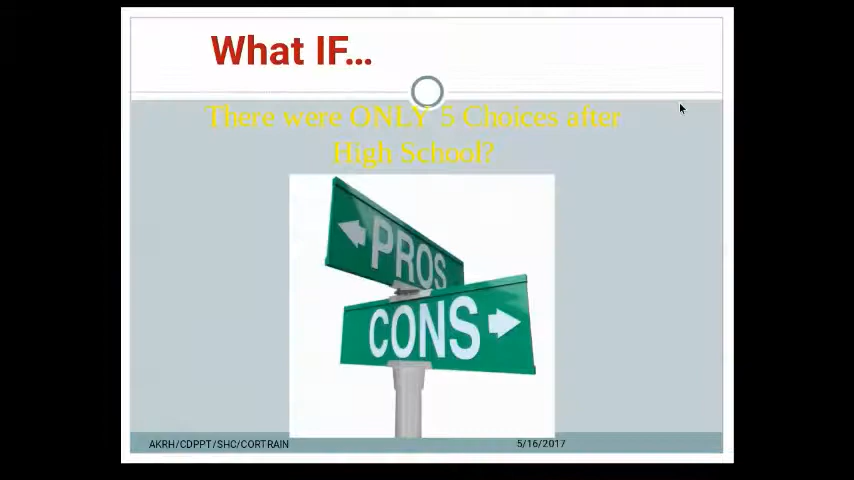 What IF...
There were ONLY 5 Choices after
High School?
PROS
CONS
AKRH/CDPPT/SHC/CORTRAIN
5/16/2017